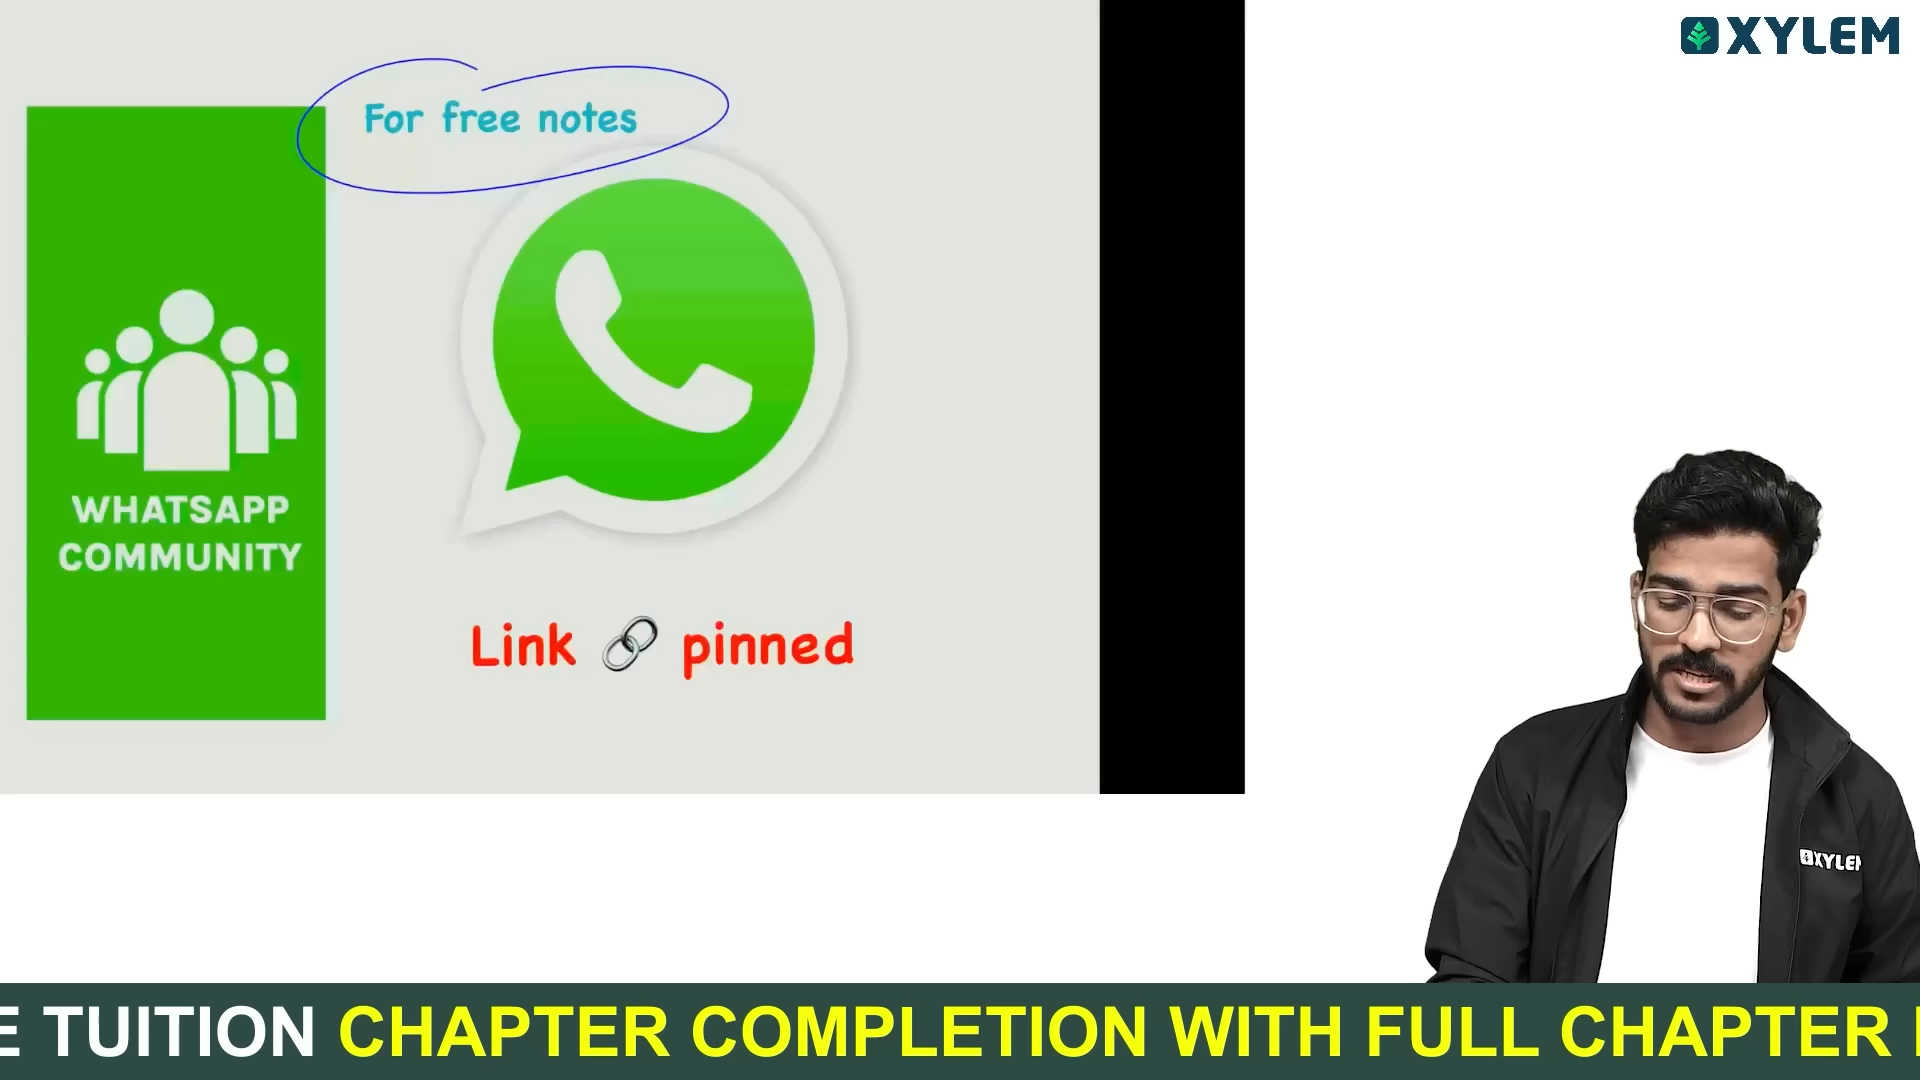 XYLEM
For free notes
WHATSAPP
COMMUNITY
Link pinned
XYLEM
E TUITION CHAPTER COMPLETION WITH FULL CHAPTER